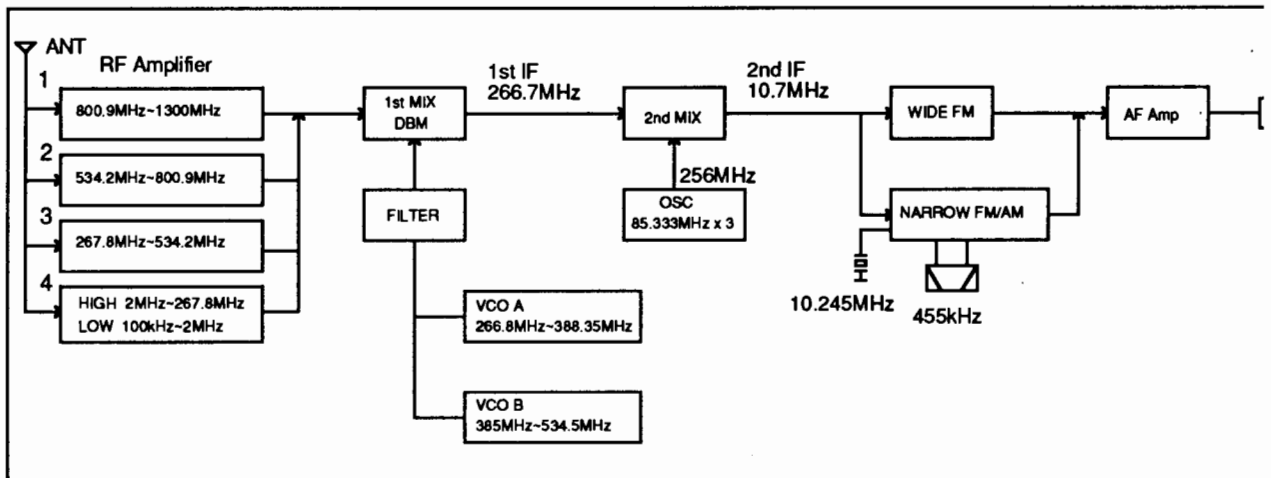 ANT
RF Amplifier
1
800.9MHz~1300MHz
2
534.2MHz~800.9MHz
3
267.8MHz~534.2MHz
4
HIGH 2MHz~267.8MHz
LOW 100kHz~2MHz
1st MIX
DBM
FILTER
VCO A
266.8MHz~388.35MHz
VCO B
385MHz~534.5MHz
1st IF
266.7MHz
2nd MIX
256MHz
OSC
85.333MHz x 3
2nd IF
10.7MHz
WIDE FM
NARROW FM/AM
10.245MHz
455kHz
AF Amp